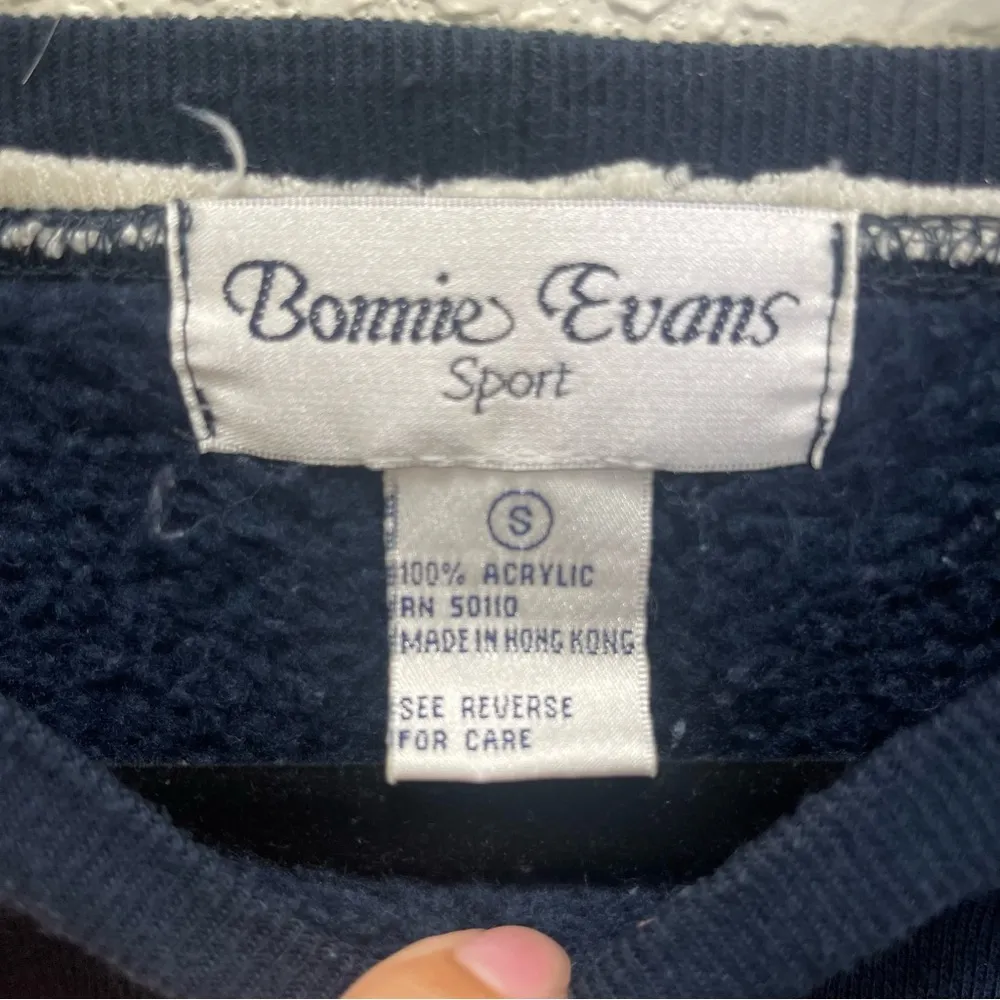 Bonnie Evans
Sport
S
100% ACRYLIC
RN 50110
MADE IN HONG KONG
SEE REVERSE
FOR CARE